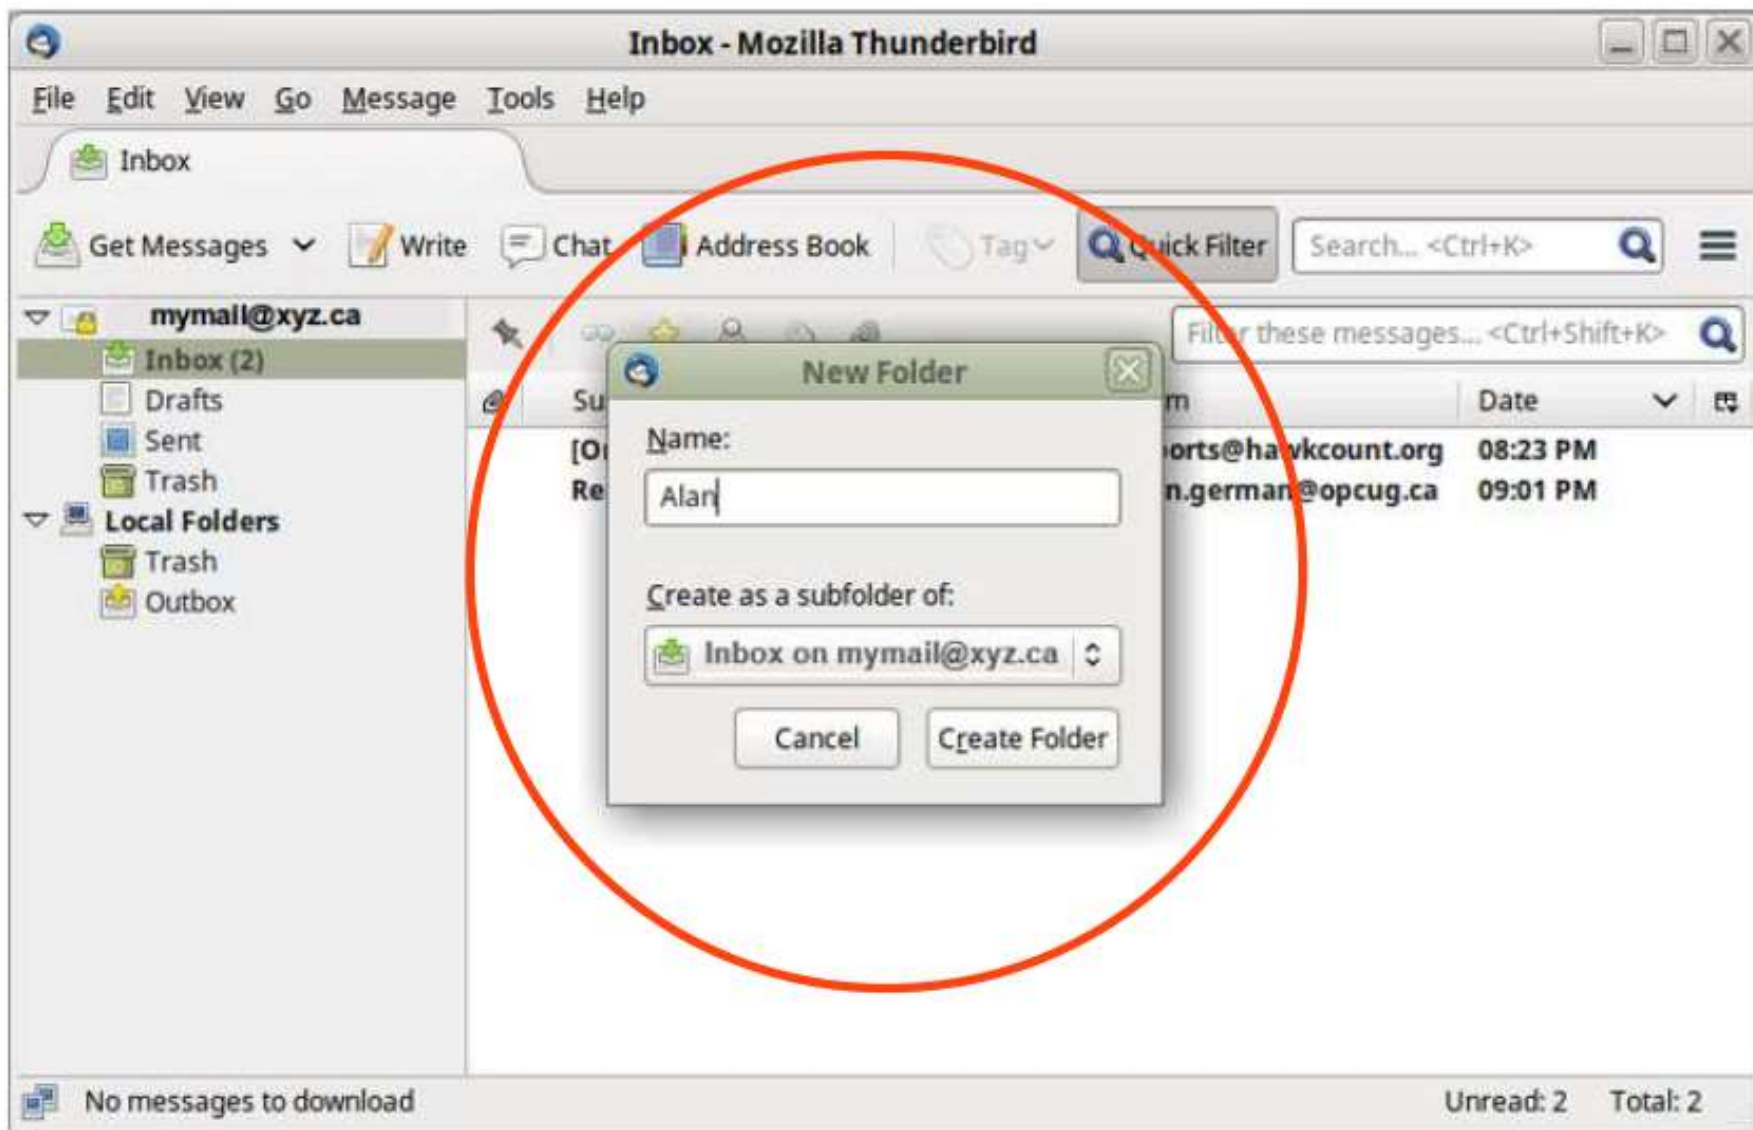 Inbox - Mozilla Thunderbird
File Edit View Go Message Tools Help
Inbox
Get Messages Write Chat Address Book Tag Quick Filter Search... <Ctrl+K>
mymail@xyz.ca
Filter these messages... <Ctrl+Shift+K>
Inbox (2)
Drafts
Sent
Trash
Local Folders
Trash
Outbox
Su m Date
[Or orts@hawkcount.org 08:23 PM
Re n.german@opcug.ca 09:01 PM
New Folder
Name:
Alan
Create as a subfolder of:
Inbox on mymail@xyz.ca
Cancel Create Folder
No messages to download Unread: 2 Total: 2